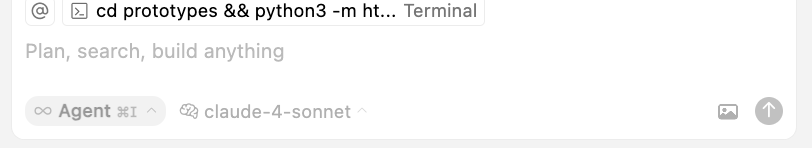 @ cd prototypes && python3 -m ht... Terminal
Plan, search, build anything
Agent ⌘I claude-4-sonnet